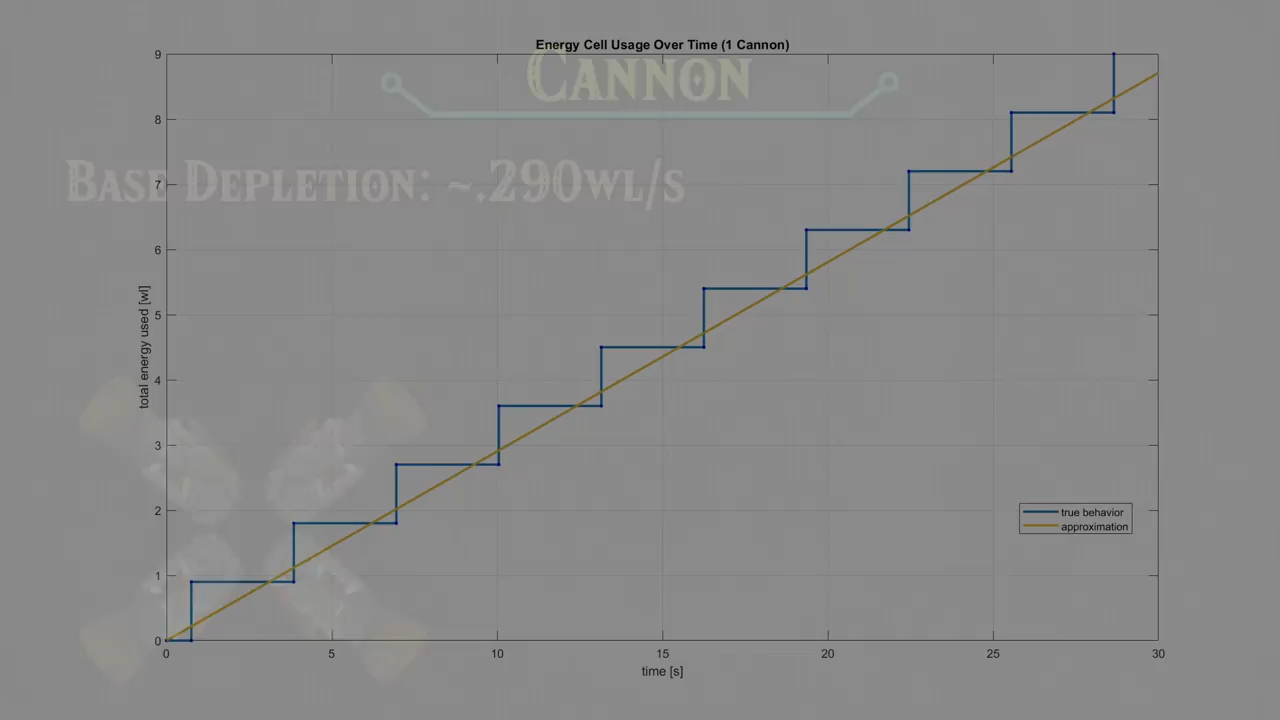 Energy Cell Usage Over Time (1 Cannon)
CANNON
BASE DEPLETION: ~.290WL/S
total energy used [wl]
9
8
7
6
5
4
3
2
1
0
0 5 10 15 20 25 30
time [s]
true behavior
approximation